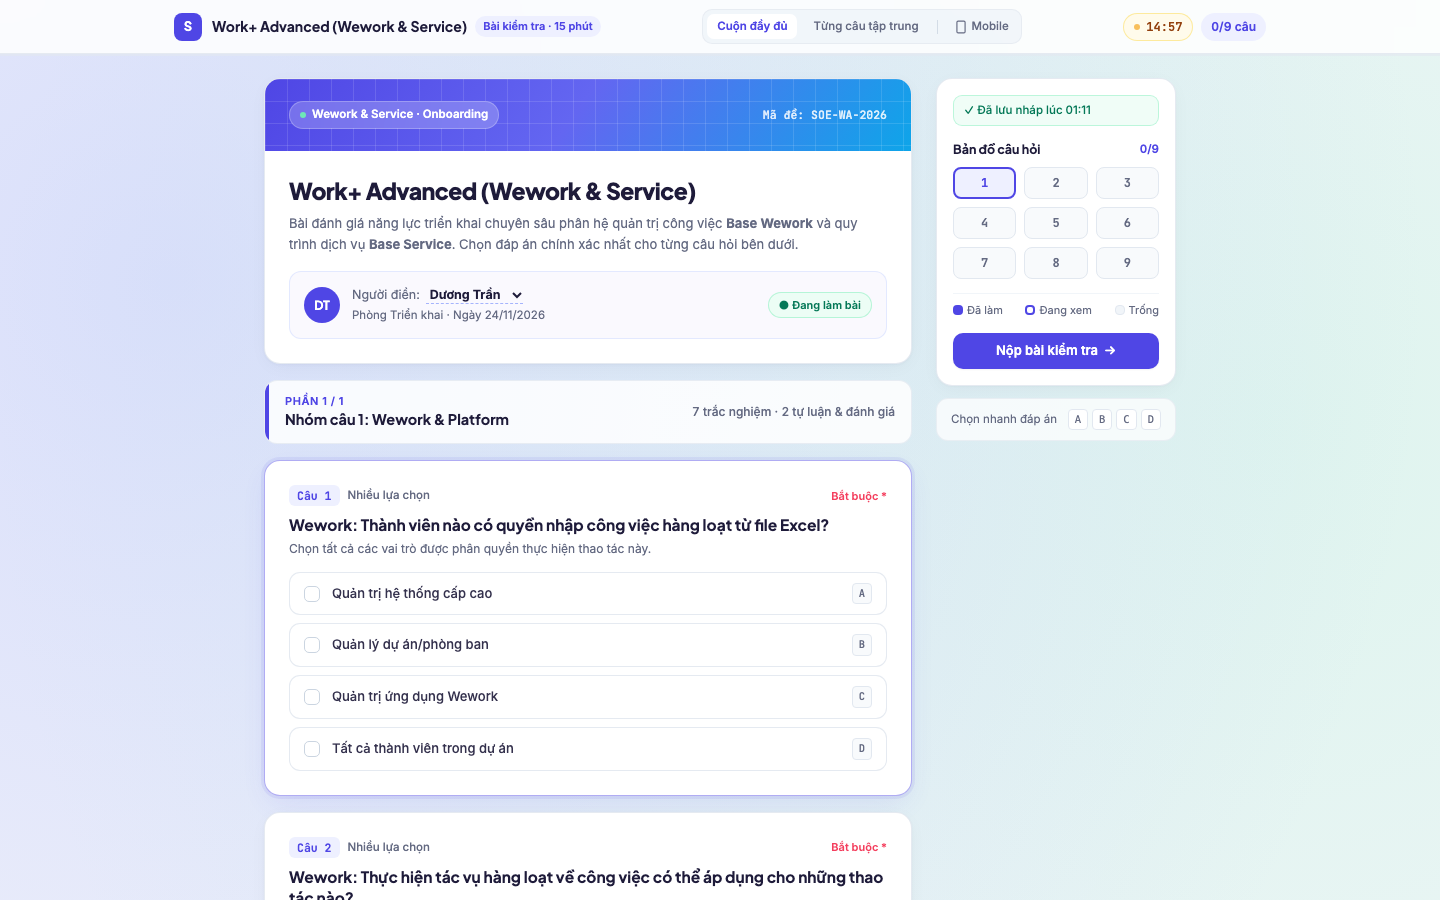 S
Work+ Advanced (Wework & Service)
Bài kiểm tra · 15 phút
Cuộn đầy đủ
Từng câu tập trung
Mobile
14:57
0/9 câu
Wework & Service · Onboarding
Mã đề: SOE-WA-2026
Work+ Advanced (Wework & Service)
Bài đánh giá năng lực triển khai chuyên sâu phân hệ quản trị công việc Base Wework và quy
trình dịch vụ Base Service. Chọn đáp án chính xác nhất cho từng câu hỏi bên dưới.
DT
Người điền: Dương Trần
Phòng Triển khai · Ngày 24/11/2026
Đang làm bài
PHẦN 1 / 1
Nhóm câu 1: Wework & Platform
7 trắc nghiệm · 2 tự luận & đánh giá
Câu 1
Nhiều lựa chọn
Bắt buộc *
Wework: Thành viên nào có quyền nhập công việc hàng loạt từ file Excel?
Chọn tất cả các vai trò được phân quyền thực hiện thao tác này.
Quản trị hệ thống cấp cao
A
Quản lý dự án/phòng ban
B
Quản trị ứng dụng Wework
C
Tất cả thành viên trong dự án
D
Câu 2
Nhiều lựa chọn
Bắt buộc *
Wework: Thực hiện tác vụ hàng loạt về công việc có thể áp dụng cho những thao
tác nào?
✓ Đã lưu nháp lúc 01:11
Bản đồ câu hỏi
0/9
1 2 3
4 5 6
7 8 9
Đã làm
Đang xem
Trống
Nộp bài kiểm tra →
Chọn nhanh đáp án
A B C D